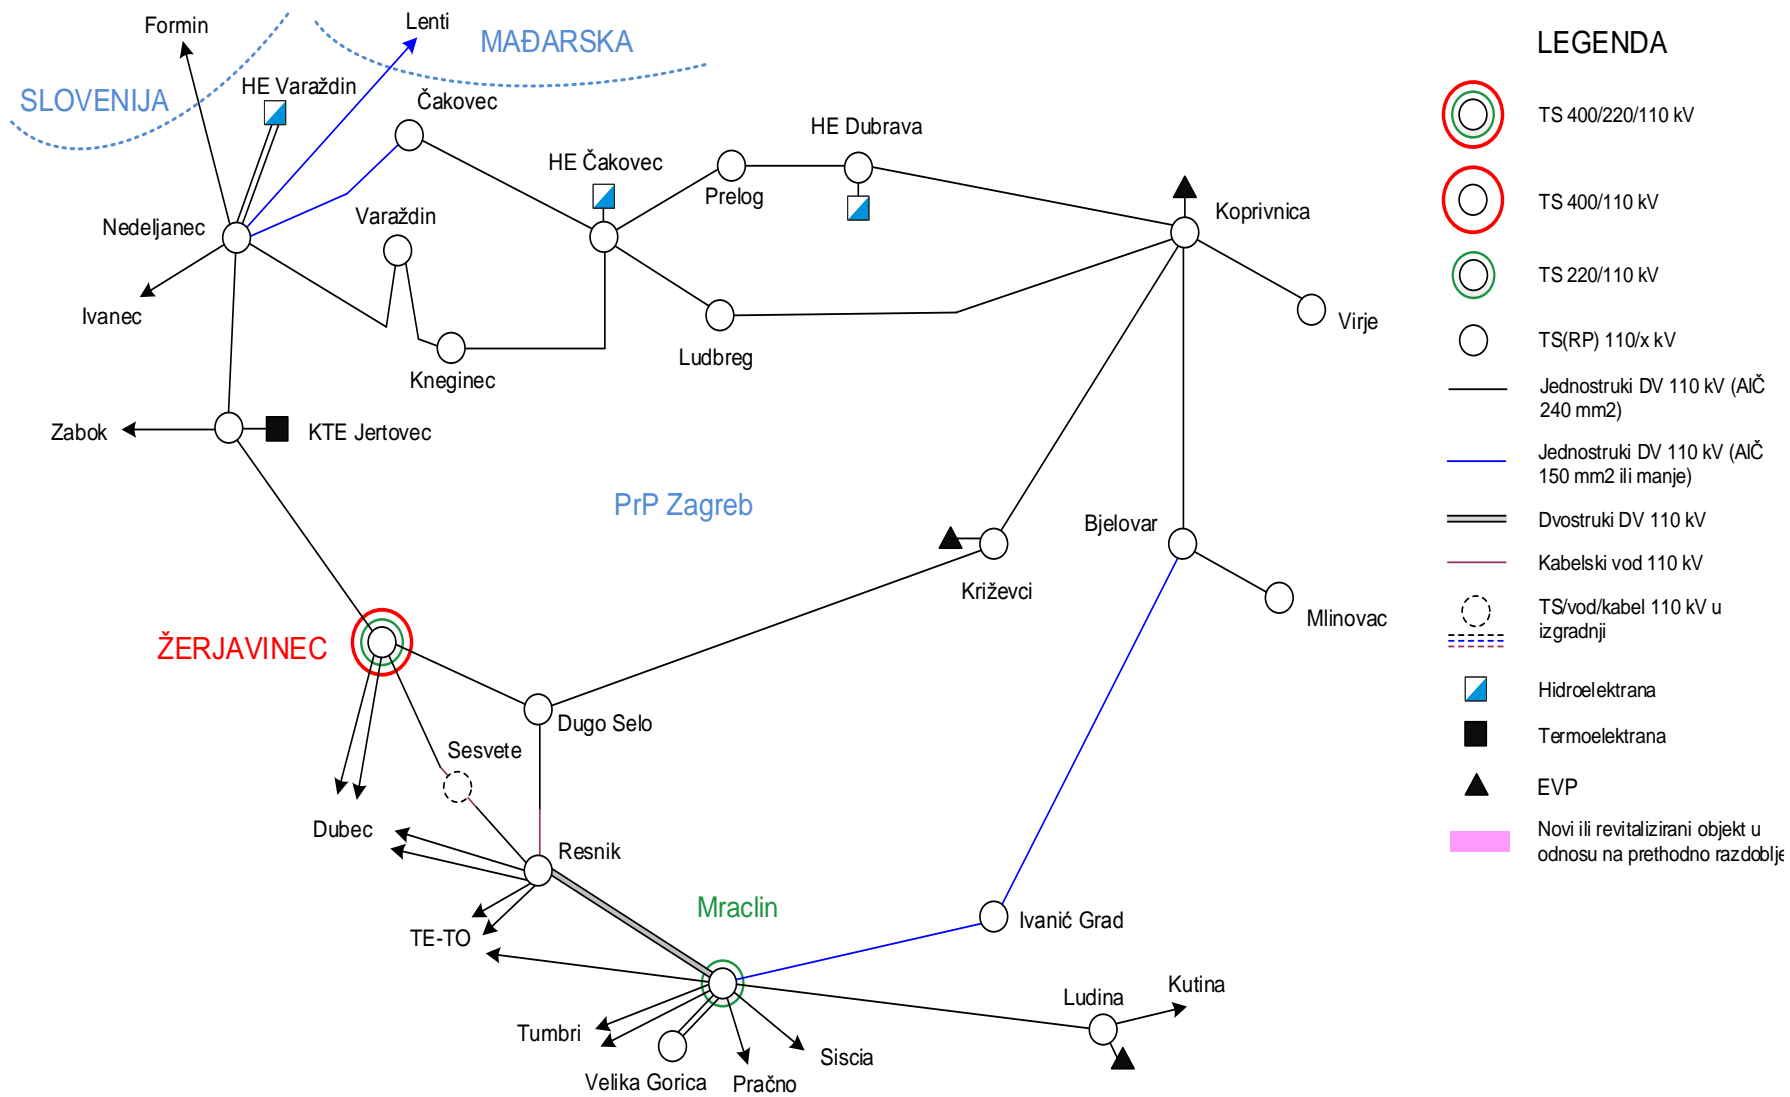 Formin
Lenti
MAĐARSKA
SLOVENIJA
HE Varaždin
Čakovec
HE Dubrava
HE Čakovec
Prelog
Koprivnica
Nedeljanec
Varaždin
Ivanec
Virje
Ludbreg
Kneginec
Zabok
KTE Jertovec
PrP Zagreb
Bjelovar
Križevci
Mlinovac
ŽERJAVINEC
Dugo Selo
Sesvete
Dubec
Resnik
Mraclin
Ivanić Grad
TE-TO
Kutina
Ludina
Tumbri
Siscia
Velika Gorica
Pračno
LEGENDA
TS 400/220/110 kV
TS 400/110 kV
TS 220/110 kV
TS(RP) 110/x kV
Jednostruki DV 110 kV (AlČ
240 mm2)
Jednostruki DV 110 kV (AlČ
150 mm2 ili manje)
Dvostruki DV 110 kV
Kabelski vod 110 kV
TS/vod/kabel 110 kV u
izgradnji
Hidroelektrana
Termoelektrana
EVP
Novi ili revitalizirani objekt u
odnosu na prethodno razdoblje